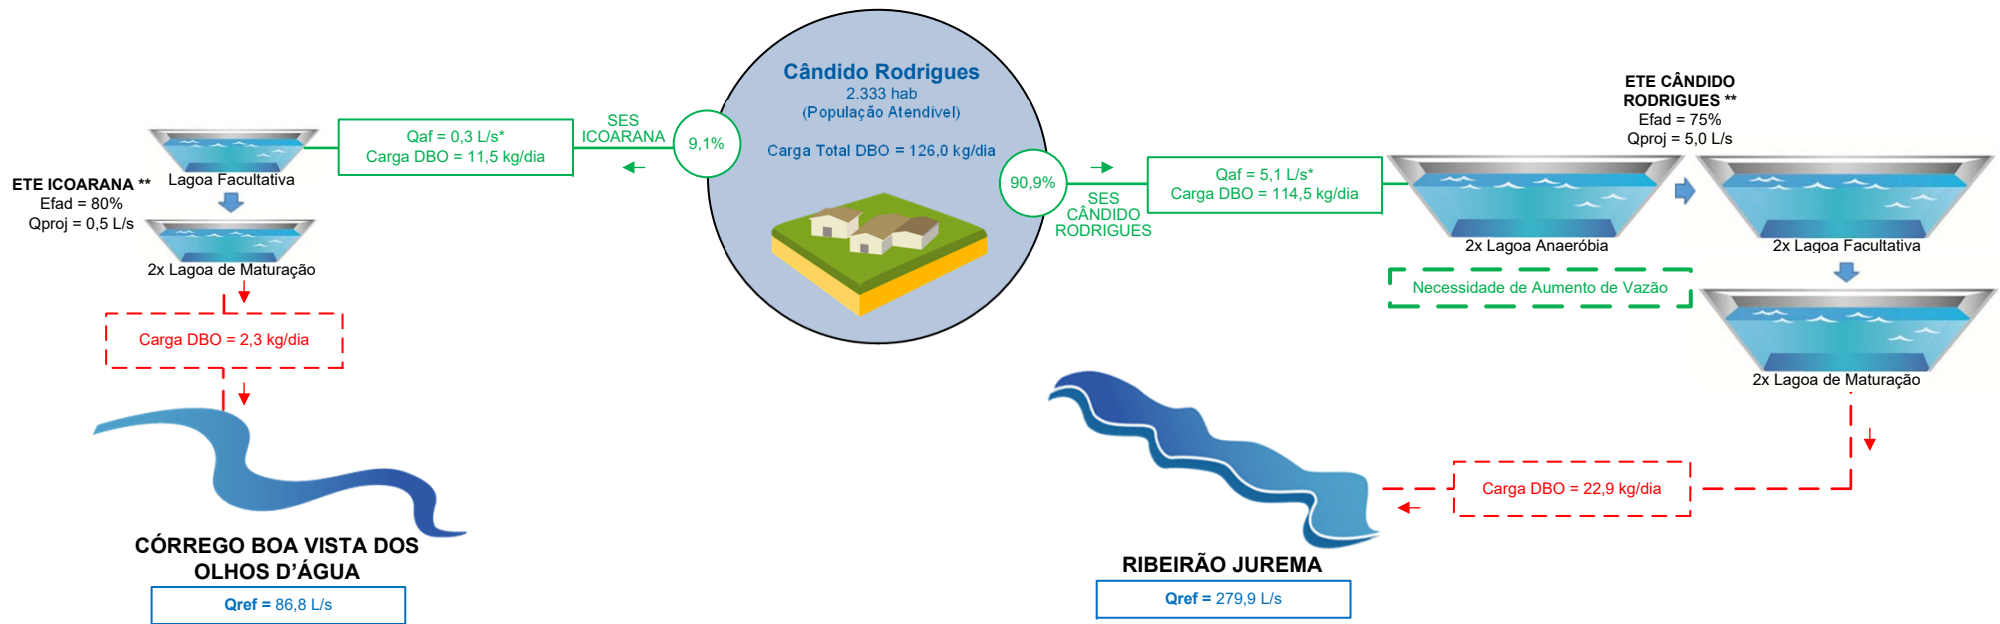 Cândido Rodrigues
2.333 hab
(População Atendível)
Carga Total DBO = 126,0 kg/dia
9,1%
SES
ICOARANA
Qaf = 0,3 L/s*
Carga DBO = 11,5 kg/dia
Lagoa Facultativa
ETE ICOARANA **
Efad = 80%
Qproj = 0,5 L/s
2x Lagoa de Maturação
Carga DBO = 2,3 kg/dia
CÓRREGO BOA VISTA DOS
OLHOS D'ÁGUA
Qref = 86,8 L/s
90,9%
SES
CÂNDIDO
RODRIGUES
Qaf = 5,1 L/s*
Carga DBO = 114,5 kg/dia
ETE CÂNDIDO
RODRIGUES **
Efad = 75%
Qproj = 5,0 L/s
2x Lagoa Anaeróbia
2x Lagoa Facultativa
Necessidade de Aumento de Vazão
2x Lagoa de Maturação
Carga DBO = 22,9 kg/dia
RIBEIRÃO JUREMA
Qref = 279,9 L/s